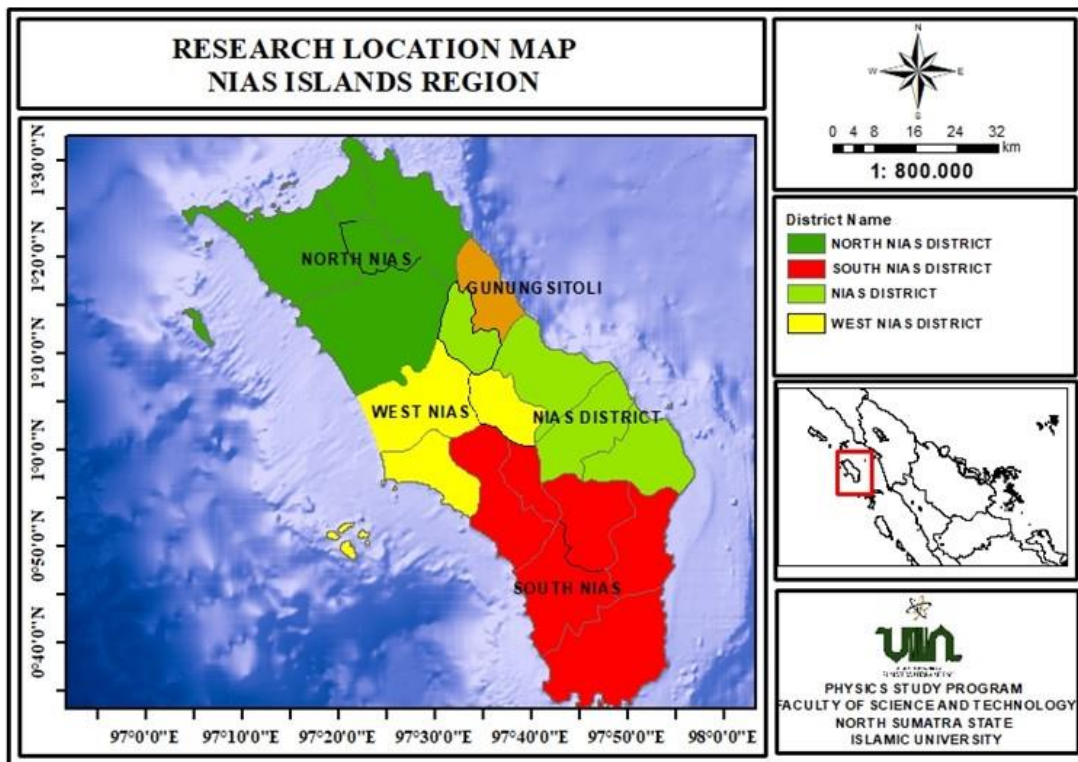 RESEARCH LOCATION MAP
NIAS ISLANDS REGION
N
W
E
S
0 4 8 16 24 32
km
1: 800.000
1°30'0"N
1°20'0"N
1°10'0"N
1°0'0"N
0°50'0"N
0°40'0"N
NORTH NIAS
GUNUNG SITOLI
WEST NIAS
NIAS DISTRICT
SOUTH NIAS
97°0'0"E 97°10'0"E 97°20'0"E 97°30'0"E 97°40'0"E 97°50'0"E 98°0'0"E
District Name
NORTH NIAS DISTRICT
SOUTH NIAS DISTRICT
NIAS DISTRICT
WEST NIAS DISTRICT
UIN
PHYSICS STUDY PROGRAM
FACULTY OF SCIENCE AND TECHNOLOGY
NORTH SUMATRA STATE
ISLAMIC UNIVERSITY